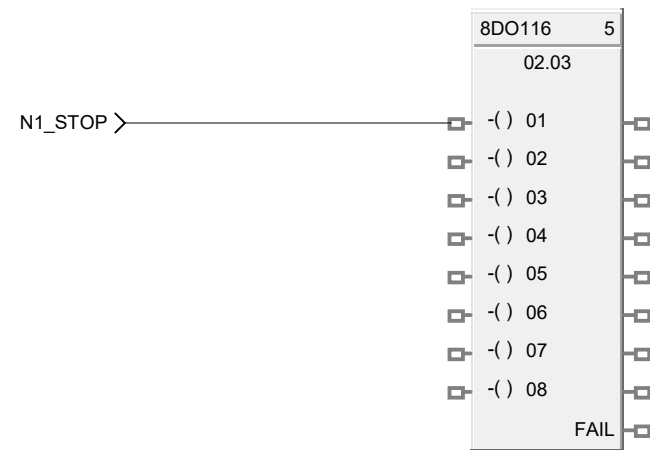 8DO116 5
02.03
N1_STOP
-( ) 01
-( ) 02
-( ) 03
-( ) 04
-( ) 05
-( ) 06
-( ) 07
-( ) 08
FAIL